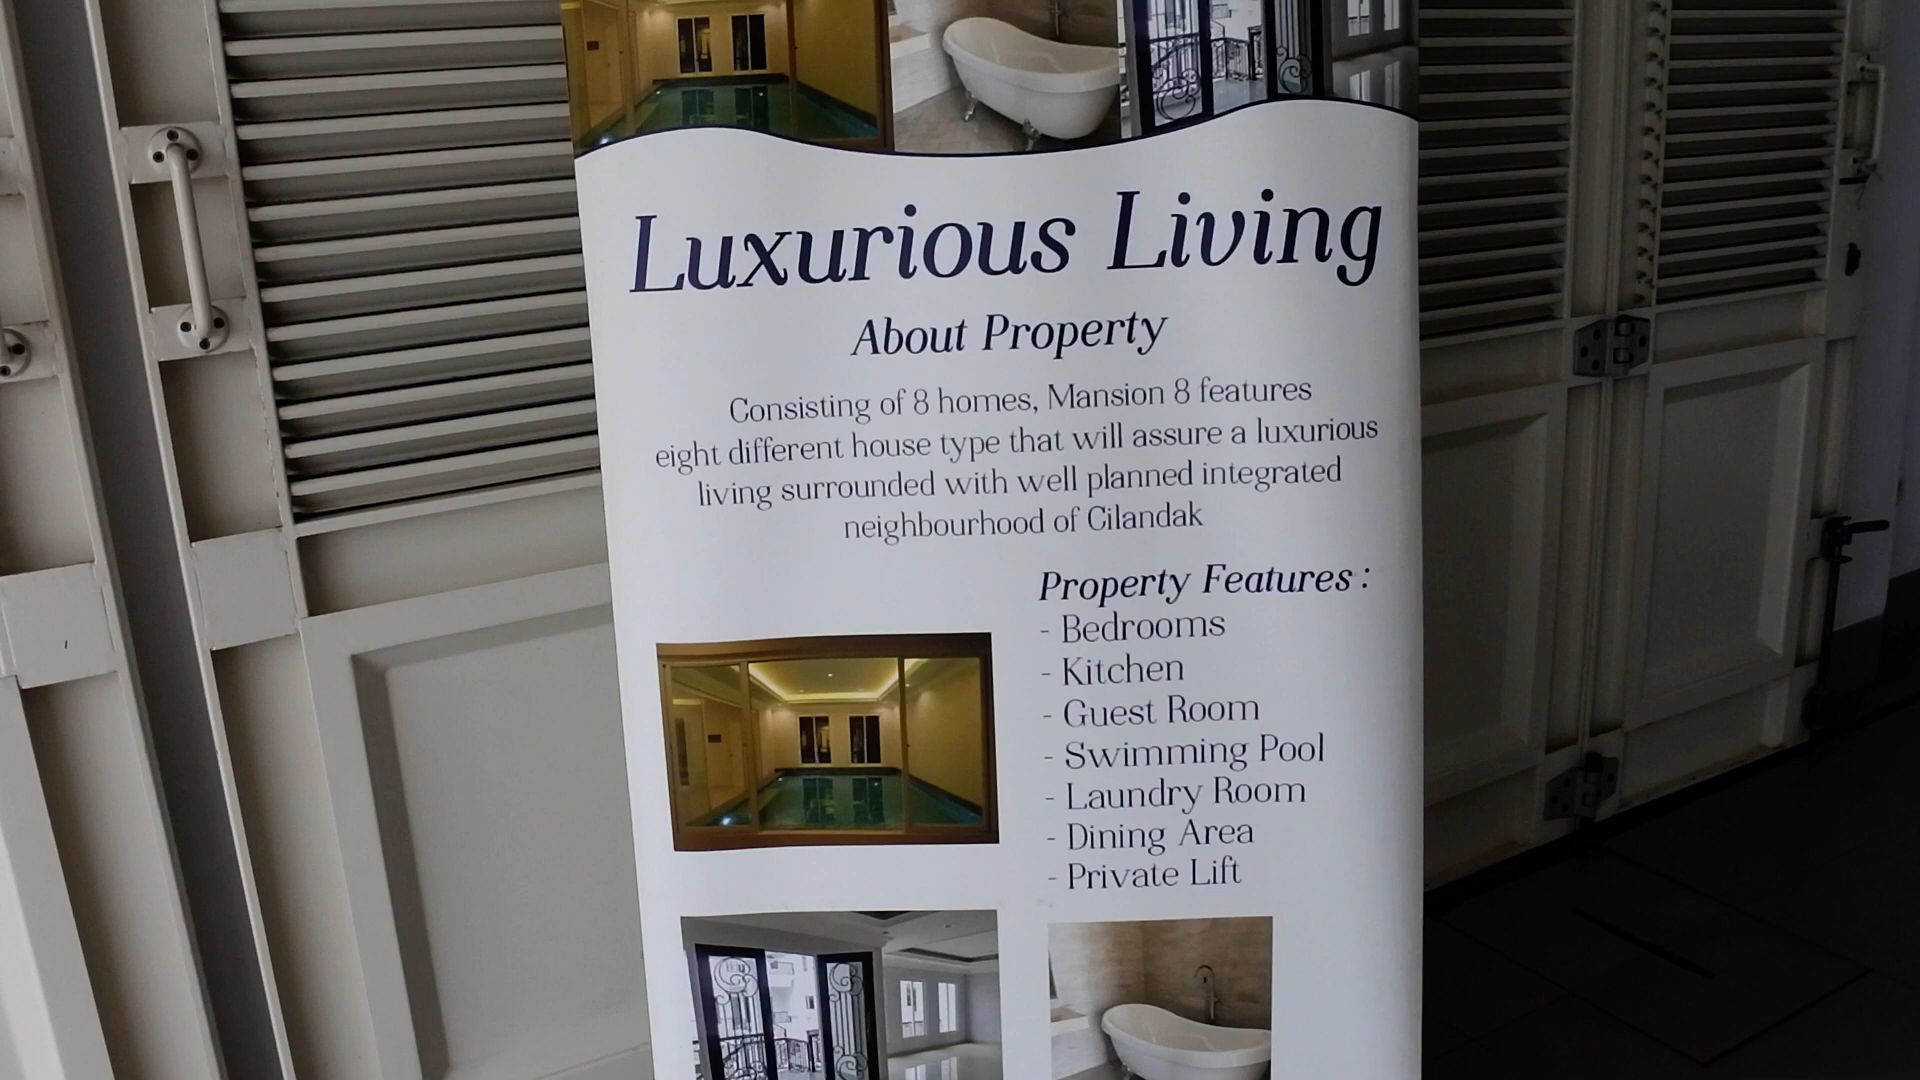 Luxurious Living
About Property
Consisting of 8 homes, Mansion 8 features
eight different house type that will assure a luxurious
living surrounded with well planned integrated
neighbourhood of Cilandak
Property Features :
- Bedrooms
- Kitchen
- Guest Room
- Swimming Pool
- Laundry Room
- Dining Area
- Private Lift